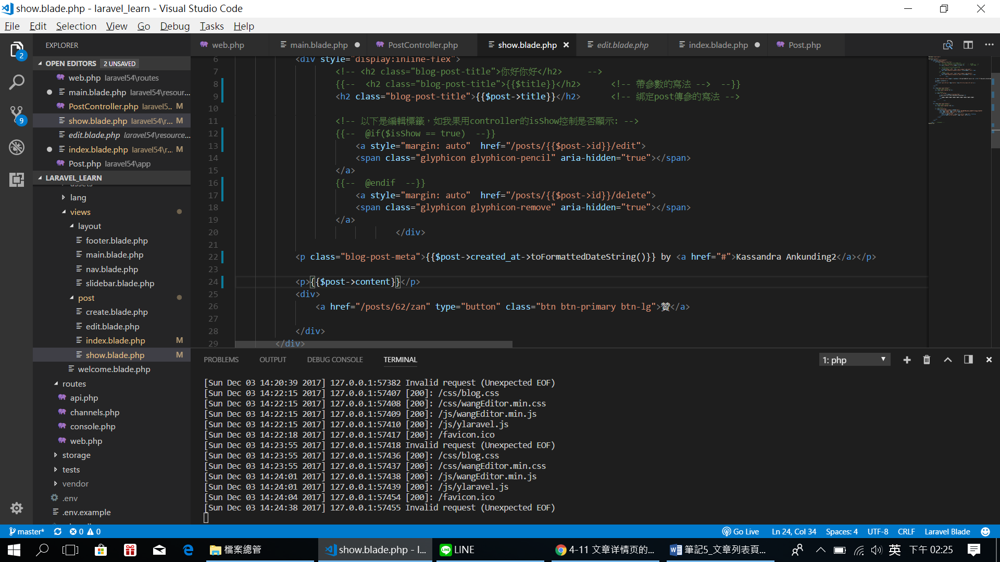 show.blade.php - laravel_learn - Visual Studio Code
File Edit Selection View Go Debug Tasks Help
2
9
EXPLORER
OPEN EDITORS 2 UNSAVED
web.php laravel54\routes
main.blade.php laravel54\resour...
PostController.php laravel5... M
show.blade.php laravel54\r... M
edit.blade.php laravel54\resource...
index.blade.php laravel54\r... M
Post.php laravel54\app
LARAVEL_LEARN
assets
lang
views
layout
footer.blade.php
main.blade.php
nav.blade.php
slidebar.blade.php
post
create.blade.php
edit.blade.php
index.blade.php M
show.blade.php M
welcome.blade.php
routes
api.php
channels.php
console.php
web.php
storage
tests
vendor
.env
.env.example
web.php main.blade.php PostController.php show.blade.php edit.blade.php index.blade.php Post.php
6 <div style="display:inline-flex">
7 <!-- <h2 class="blog-post-title">你好你好</h2> -->
8 {{-- <h2 class="blog-post-title">{{$title}}</h2> <!-- 帶參數的寫法 --> --}}
9 <h2 class="blog-post-title">{{$post->title}}</h2> <!-- 綁定post傳參的寫法 -->
10
11 <!-- 以下是編輯標籤，如我果用controller的isShow控制是否顯示: -->
12 {{-- @if($isShow == true) --}}
13 <a style="margin: auto" href="/posts/{{$post->id}}/edit">
14 <span class="glyphicon glyphicon-pencil" aria-hidden="true"></span>
15 </a>
16 {{-- @endif --}}
17 <a style="margin: auto" href="/posts/{{$post->id}}/delete">
18 <span class="glyphicon glyphicon-remove" aria-hidden="true"></span>
19 </a>
20 </div>
21
22 <p class="blog-post-meta">{{$post->created_at->toFormattedDateString()}} by <a href="#">Kassandra Ankunding2</a></p>
23
24 <p>{{$post->content}}</p>
25 <div>
26 <a href="/posts/62/zan" type="button" class="btn btn-primary btn-lg">贊</a>
27
28 </div>
29 </div>
PROBLEMS OUTPUT DEBUG CONSOLE TERMINAL 1: php
[Sun Dec 03 14:20:39 2017] 127.0.0.1:57382 Invalid request (Unexpected EOF)
[Sun Dec 03 14:22:15 2017] 127.0.0.1:57407 [200]: /css/blog.css
[Sun Dec 03 14:22:15 2017] 127.0.0.1:57408 [200]: /css/wangEditor.min.css
[Sun Dec 03 14:22:15 2017] 127.0.0.1:57409 [200]: /js/wangEditor.min.js
[Sun Dec 03 14:22:15 2017] 127.0.0.1:57410 [200]: /js/ylaravel.js
[Sun Dec 03 14:22:18 2017] 127.0.0.1:57417 [200]: /favicon.ico
[Sun Dec 03 14:23:55 2017] 127.0.0.1:57418 Invalid request (Unexpected EOF)
[Sun Dec 03 14:23:55 2017] 127.0.0.1:57436 [200]: /css/blog.css
[Sun Dec 03 14:23:55 2017] 127.0.0.1:57437 [200]: /css/wangEditor.min.css
[Sun Dec 03 14:24:01 2017] 127.0.0.1:57438 [200]: /js/wangEditor.min.js
[Sun Dec 03 14:24:01 2017] 127.0.0.1:57439 [200]: /js/ylaravel.js
[Sun Dec 03 14:24:04 2017] 127.0.0.1:57454 [200]: /favicon.ico
[Sun Dec 03 14:24:38 2017] 127.0.0.1:57455 Invalid request (Unexpected EOF)
master* 0 0 Go Live Ln 24, Col 34 Spaces: 4 UTF-8 CRLF Laravel Blade
檔案總管 show.blade.php - l... LINE 4-11 文章详情页的... 筆記5_文章列表頁... 英 下午 02:25